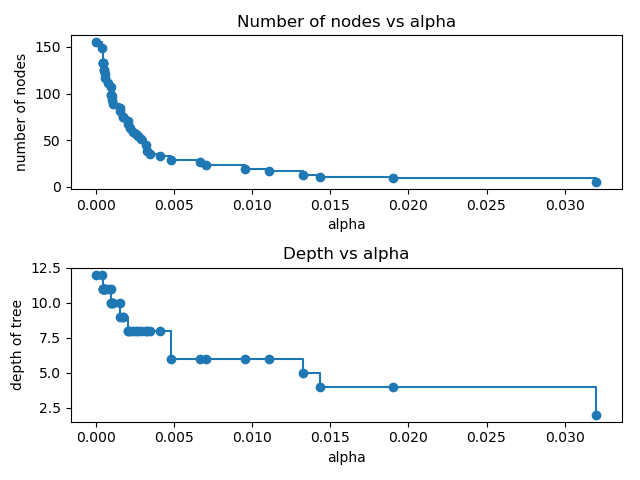 Number of nodes vs alpha
number of nodes
150
100
50
0
0.000 0.005 0.010 0.015 0.020 0.025 0.030
alpha
Depth vs alpha
depth of tree
12.5
10.0
7.5
5.0
2.5
0.000 0.005 0.010 0.015 0.020 0.025 0.030
alpha